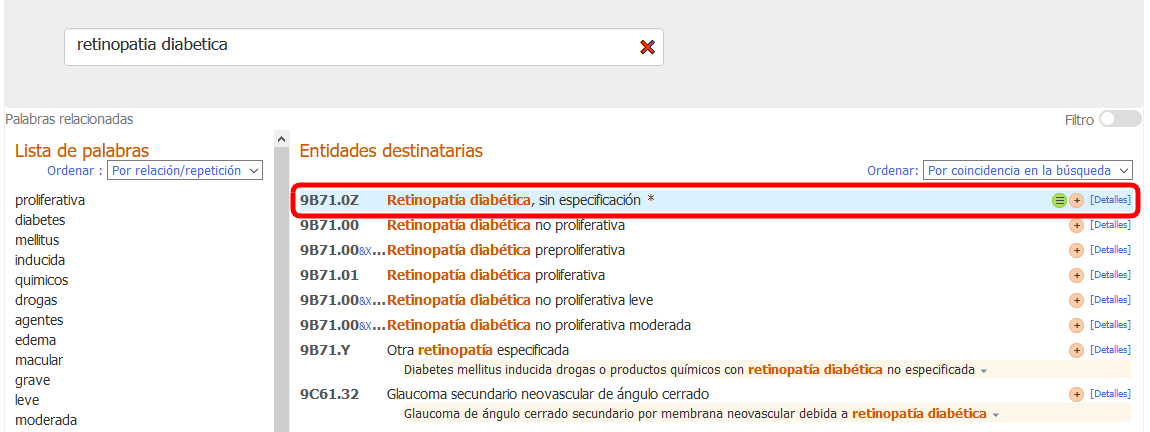 retinopatia diabetica
Palabras relacionadas
Filtro
Lista de palabras
Ordenar : Por relación/repetición
proliferativa
diabetes
mellitus
inducida
quimicos
drogas
agentes
edema
macular
grave
leve
moderada
Entidades destinatarias
Ordenar: Por coincidencia en la búsqueda
9B71.0Z Retinopatía diabética, sin especificación * [Detalles]
9B71.00 Retinopatía diabética no proliferativa [Detalles]
9B71.00&X... Retinopatía diabética preproliferativa [Detalles]
9B71.01 Retinopatía diabética proliferativa [Detalles]
9B71.00&X... Retinopatía diabética no proliferativa leve [Detalles]
9B71.00&X... Retinopatía diabética no proliferativa moderada [Detalles]
9B71.Y Otra retinopatía especificada [Detalles]
Diabetes mellitus inducida drogas o productos químicos con retinopatía diabética no especificada
9C61.32 Glaucoma secundario neovascular de ángulo cerrado [Detalles]
Glaucoma de ángulo cerrado secundario por membrana neovascular debida a retinopatía diabética